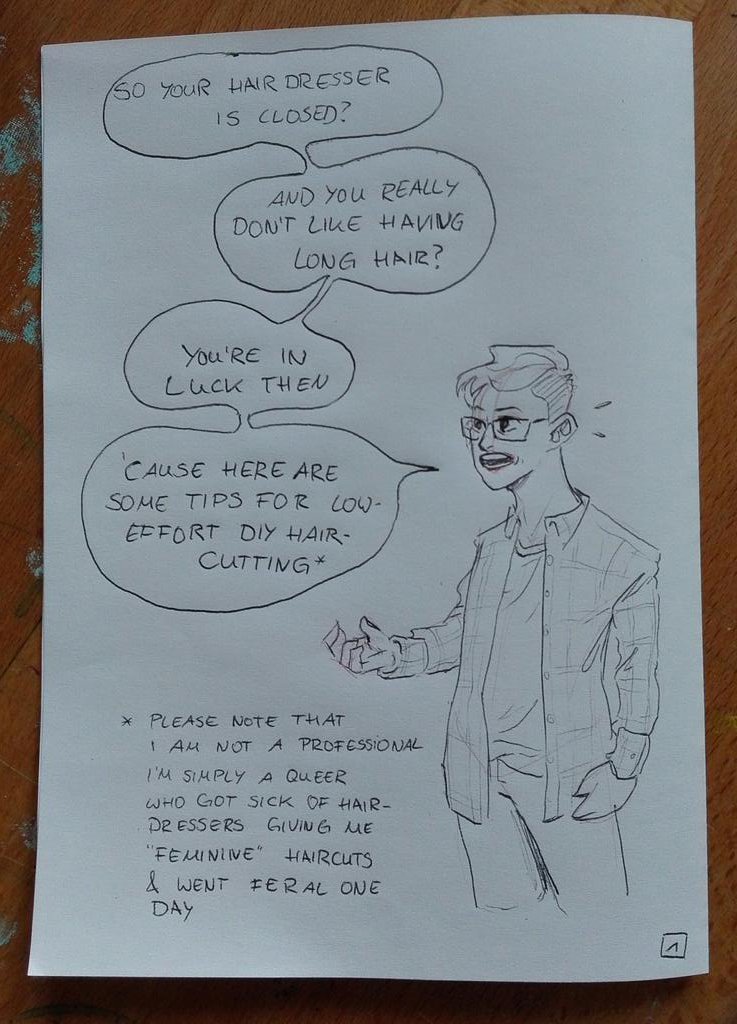 SO YOUR HAIR DRESSER
IS CLOSED?
AND YOU REALLY
DON'T LIKE HAVING
LONG HAIR?
YOU'RE IN
LUCK THEN
'CAUSE HERE ARE
SOME TIPS FOR LOW-
EFFORT DIY HAIR-
CUTTING*
* PLEASE NOTE THAT
I AM NOT A PROFESSIONAL
I'M SIMPLY A QUEER
WHO GOT SICK OF HAIR-
DRESSERS GIVING ME
"FEMININE" HAIRCUTS
& WENT FERAL ONE
DAY
1